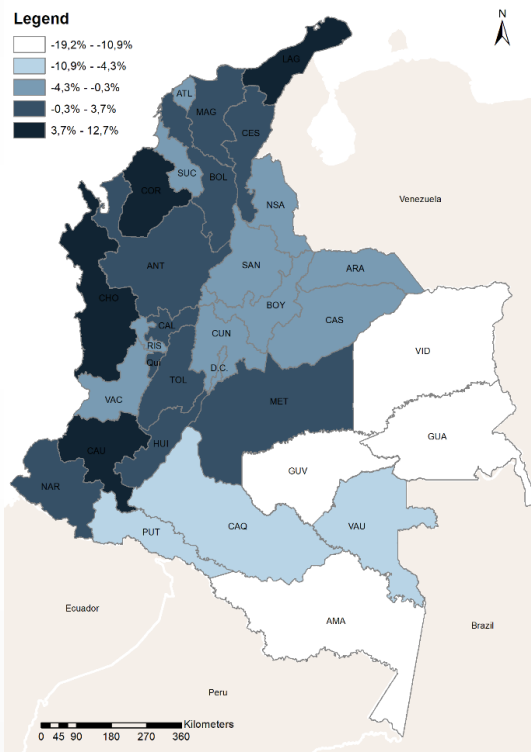 Legend
-19,2% - -10,9%
-10,9% - -4,3%
-4,3% - -0,3%
-0,3% - 3,7%
3,7% - 12,7%
N
LAG
ATL
MAG
CES
SUC
BOL
COR
NSA
Venezuela
ANT
SAN
ARA
CHO
BOY
CAS
CAL
RIS
CUN
QUI
D.C.
VID
TOL
VAC
MET
GUA
CAU
HUI
GUV
NAR
CAQ
VAU
PUT
Ecuador
AMA
Brazil
Peru
Kilometers
0 45 90 180 270 360